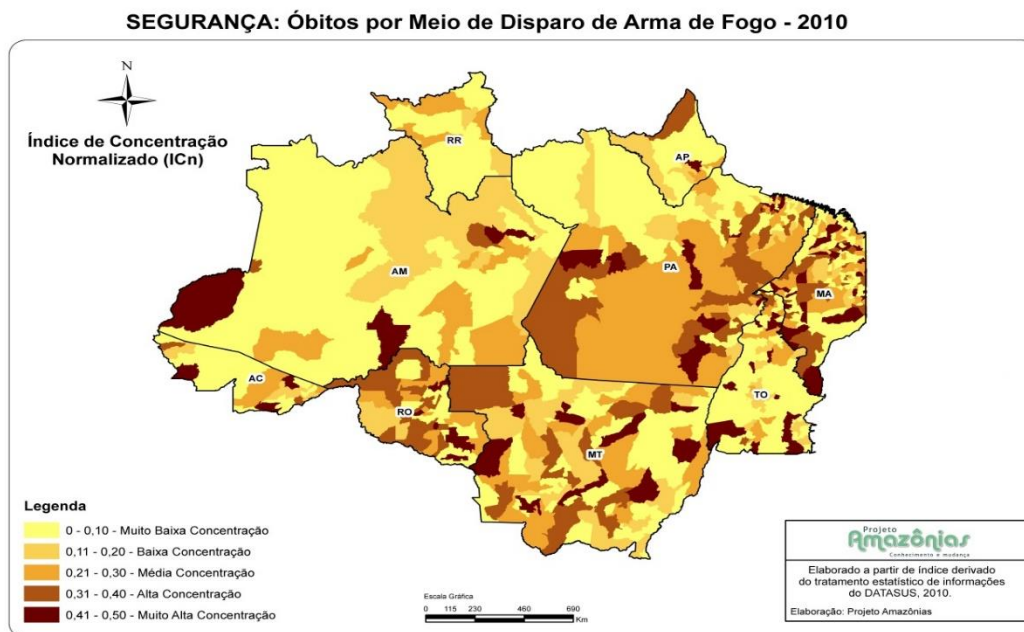 SEGURANÇA: Óbitos por Meio de Disparo de Arma de Fogo - 2010
N
Índice de Concentração
Normalizado (ICn)
RR
AP
AM
PA
MA
AC
RO
TO
MT
Legenda
0 - 0,10 - Muito Baixa Concentração
0,11 - 0,20 - Baixa Concentração
0,21 - 0,30 - Média Concentração
0,31 - 0,40 - Alta Concentração
0,41 - 0,50 - Muito Alta Concentração
Escala Gráfica
0 115 230 460 690
Km
Projeto
Amazônias
Conhecimento e mudança
Elaborado a partir de índice derivado
do tratamento estatístico de informações
do DATASUS, 2010.
Elaboração: Projeto Amazônias